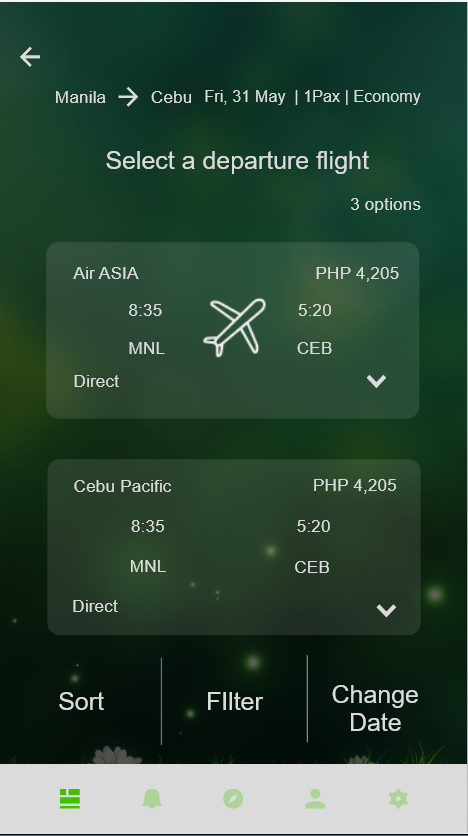 Manila Cebu Fri, 31 May | 1Pax | Economy
Select a departure flight
3 options
Air ASIA PHP 4,205
8:35 5:20
MNL CEB
Direct
Cebu Pacific PHP 4,205
8:35 5:20
MNL CEB
Direct
Sort FIlter Change
Date